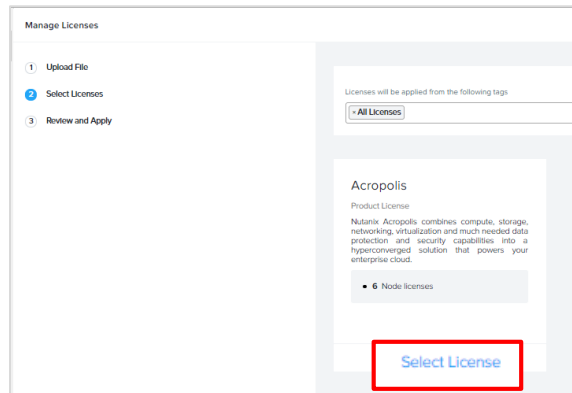 Manage Licenses
1 Upload File
2 Select Licenses
3 Review and Apply
Licenses will be applied from the following tags
× All Licenses
Acropolis
Product License
Nutanix Acropolis combines compute, storage,
networking, virtualization and much needed data
protection and security capabilities into a
hyperconverged solution that powers your
enterprise cloud.
• 6 Node licenses
Select License